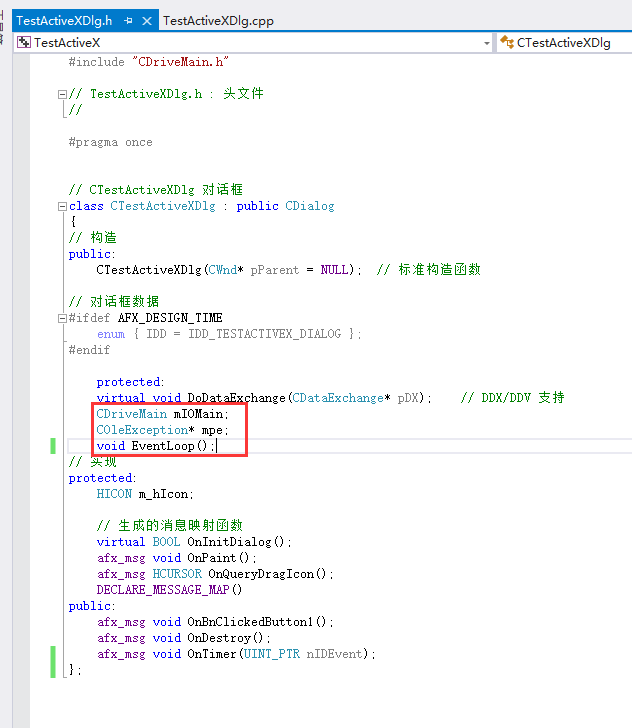 TestActiveXDlg.h TestActiveXDlg.cpp
TestActiveX CTestActiveXDlg
#include "CDriveMain.h"
// TestActiveXDlg.h : 头文件
//
#pragma once
// CTestActiveXDlg 对话框
class CTestActiveXDlg : public CDialog
{
// 构造
public:
CTestActiveXDlg(CWnd* pParent = NULL); // 标准构造函数
// 对话框数据
#ifdef AFX_DESIGN_TIME
enum { IDD = IDD_TESTACTIVEX_DIALOG };
#endif
protected:
virtual void DoDataExchange(CDataExchange* pDX); // DDX/DDV 支持
CDriveMain mIOMain;
COleException* mpe;
void EventLoop();
// 实现
protected:
HICON m_hIcon;
// 生成的消息映射函数
virtual BOOL OnInitDialog();
afx_msg void OnPaint();
afx_msg HCURSOR OnQueryDragIcon();
DECLARE_MESSAGE_MAP()
public:
afx_msg void OnBnClickedButton1();
afx_msg void OnDestroy();
afx_msg void OnTimer(UINT_PTR nIDEvent);
};